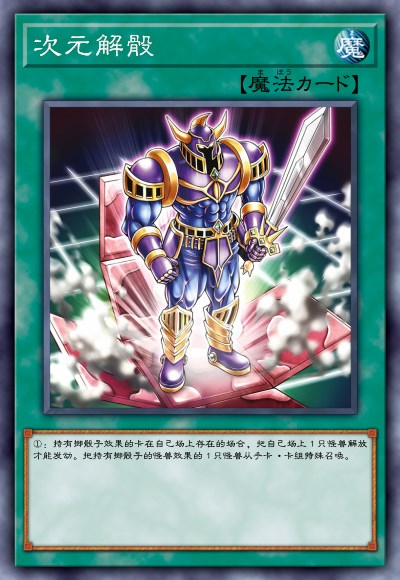 次元解骰
魔
【魔法カード】
まほう
①：持有掷骰子效果的卡在自己场上存在的场合，把自己场上1只怪兽解放
才能发动。把持有掷骰子的怪兽效果的1只怪兽从手卡·卡组特殊召唤。